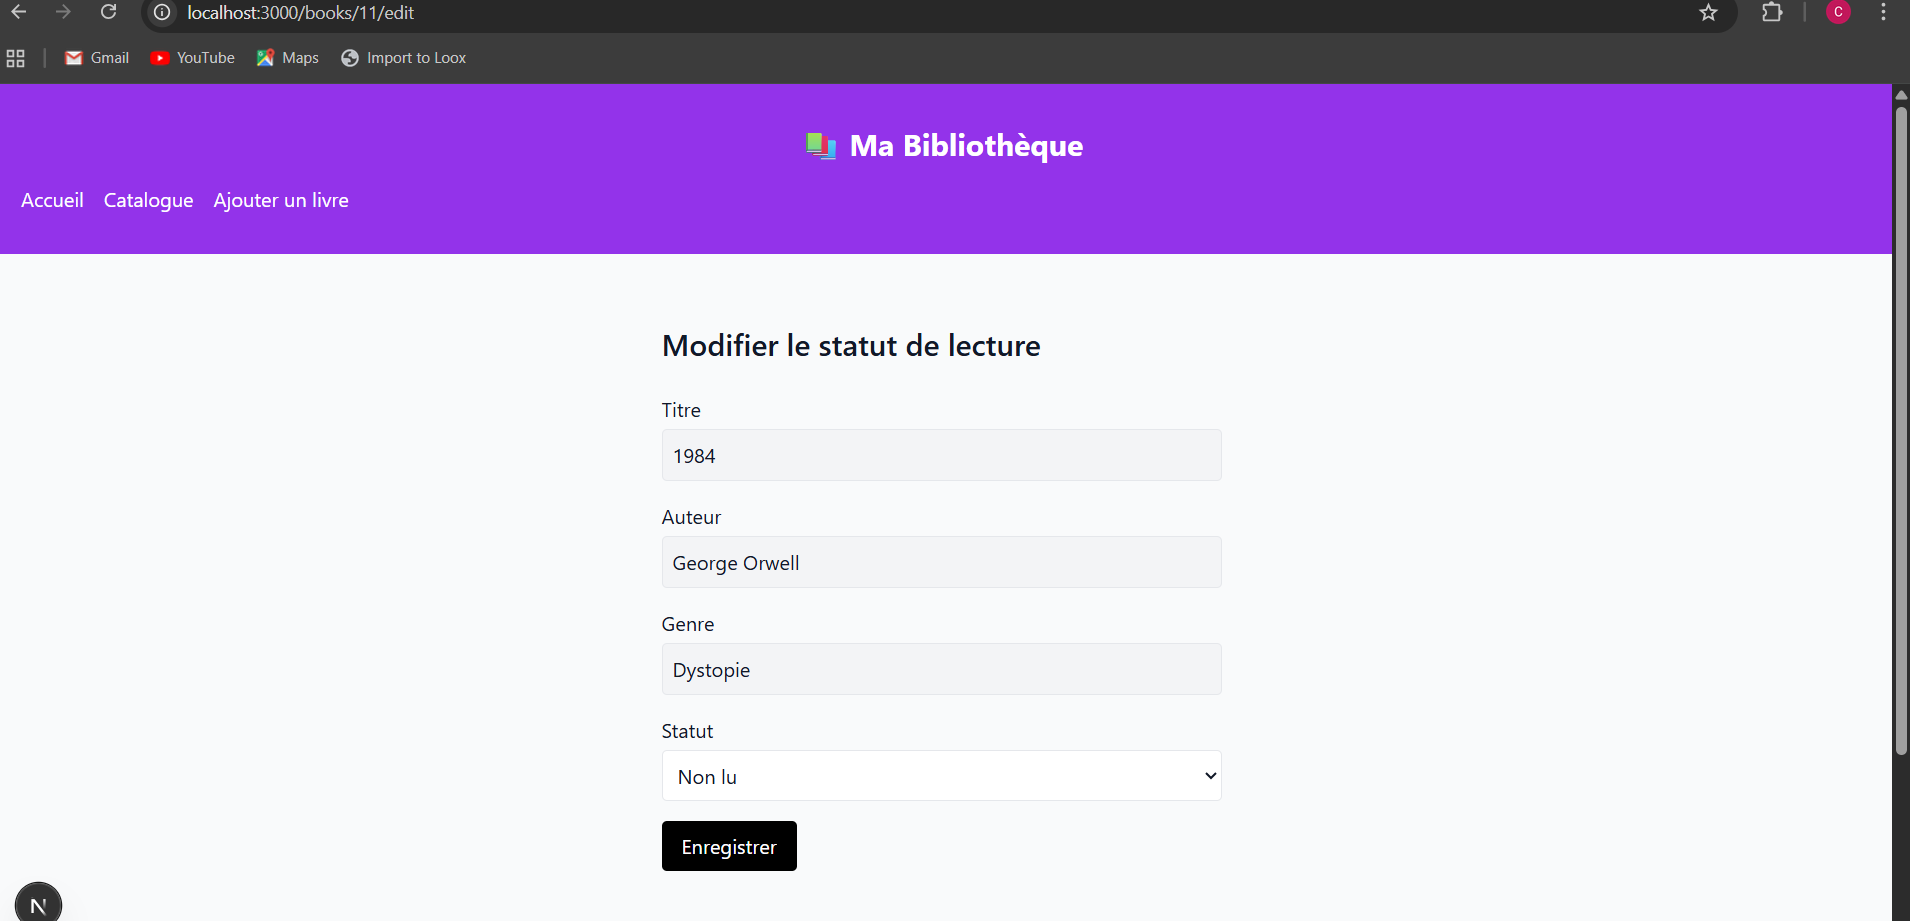 localhost:3000/books/11/edit
C
Gmail YouTube Maps Import to Loox
Ma Bibliothèque
Accueil Catalogue Ajouter un livre
Modifier le statut de lecture
Titre
1984
Auteur
George Orwell
Genre
Dystopie
Statut
Non lu
Enregistrer
N